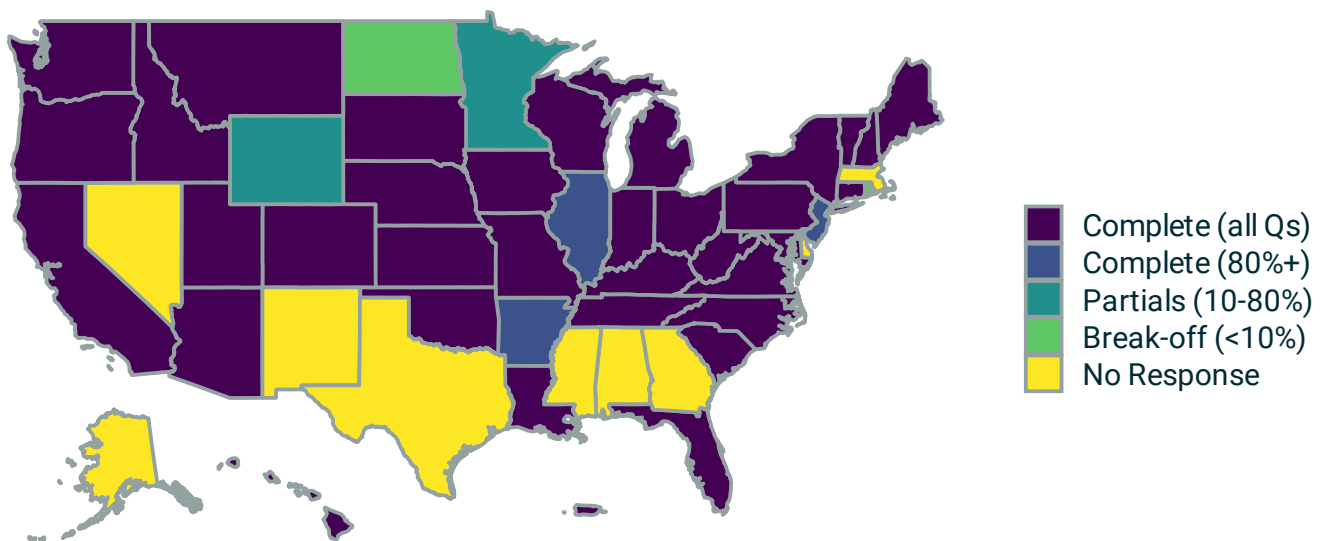 Complete (all Qs)
Complete (80%+)
Partials (10-80%)
Break-off (<10%)
No Response